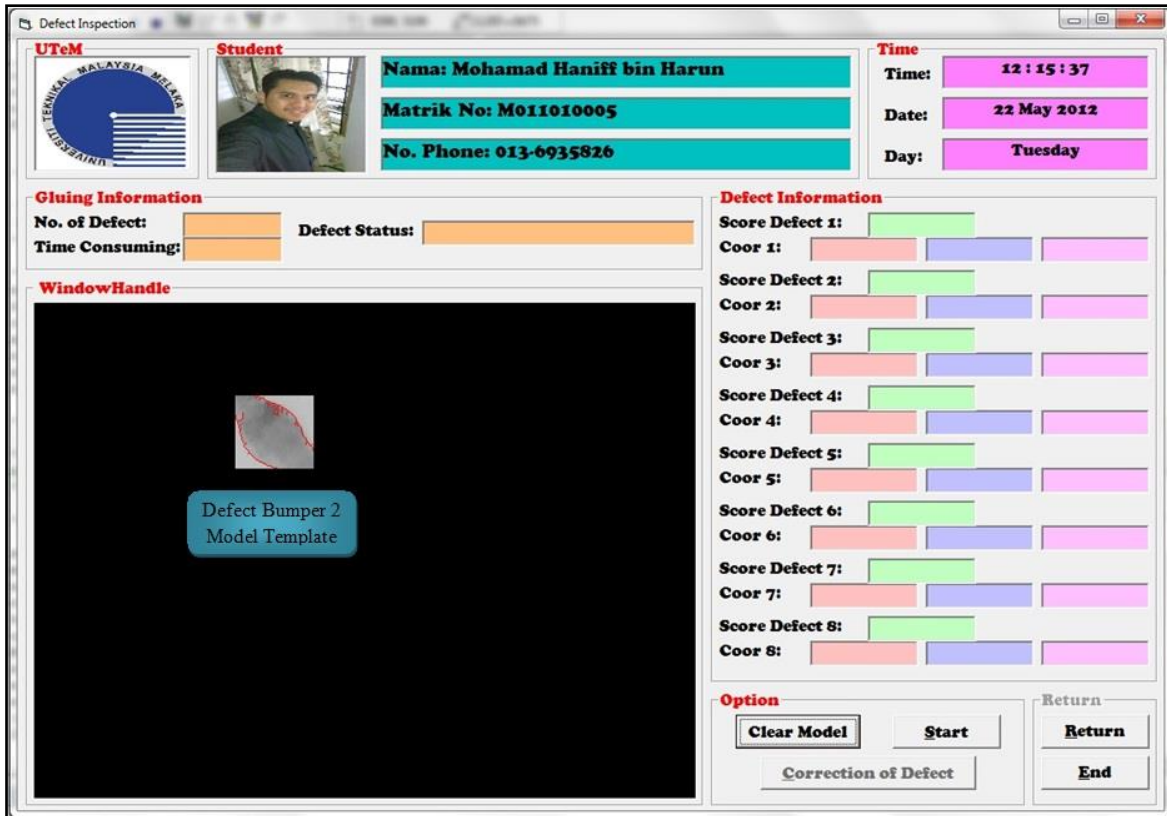 Defect Inspection
UTeM
UNIVERSITI TEKNIKAL MALAYSIA MELAKA
Student
Nama: Mohamad Haniff bin Harun
Matrik No: M011010005
No. Phone: 013-6935826
Time
Time: 12:15:37
Date: 22 May 2012
Day: Tuesday
Gluing Information
No. of Defect:
Time Consuming:
Defect Status:
WindowHandle
Defect Bumper 2
Model Template
Defect Information
Score Defect 1:
Coor 1:
Score Defect 2:
Coor 2:
Score Defect 3:
Coor 3:
Score Defect 4:
Coor 4:
Score Defect 5:
Coor 5:
Score Defect 6:
Coor 6:
Score Defect 7:
Coor 7:
Score Defect 8:
Coor 8:
Option
Clear Model
Start
Correction of Defect
Return
Return
End